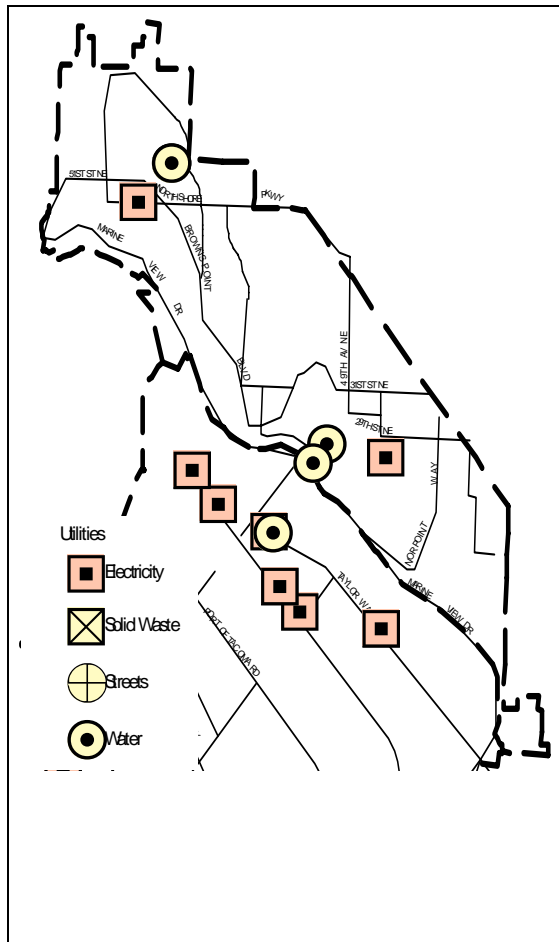 51ST ST NE
NORTHSHORE
PKWY
MARINE
VIEW
DR
BROWNS POINT
BLVD
49TH AV NE
31ST ST NE
29TH ST NE
WAY
NORPOINT
TAYLOR WA
MARINE
VIEW DR
PORT OF TACOMA RD
Utilities
Electricity
Solid Waste
Streets
Water